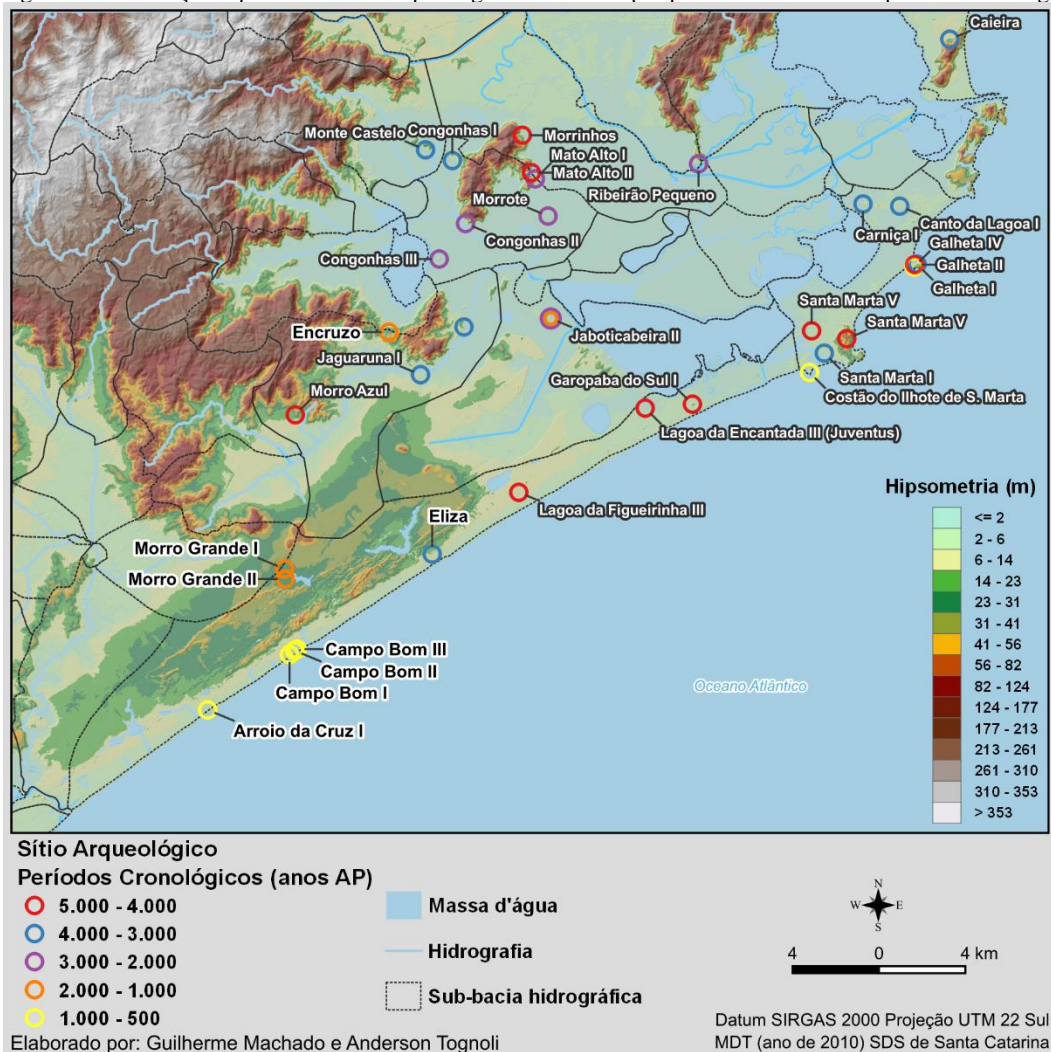 Caieira
Monte Castelo
Congonhas I
Morrinhos
Mato Alto I
Mato Alto II
Ribeirão Pequeno
Morrote
Congonhas II
Canto da Lagoa I
Carniça I
Galheta IV
Galheta II
Galheta I
Congonhas III
Santa Marta V
Santa Marta V
Encruzo
Jaboticabeira II
Jaguaruna I
Santa Marta I
Garopaba do Sul I
Costão do Ilhote de S. Marta
Morro Azul
Lagoa da Encantada III (Juventus)
Lagoa da Figueirinha III
Eliza
Morro Grande I
Morro Grande II
Campo Bom III
Campo Bom II
Campo Bom I
Arroio da Cruz I
Oceano Atlântico
Hipsometria (m)
<= 2
2 - 6
6 - 14
14 - 23
23 - 31
31 - 41
41 - 56
56 - 82
82 - 124
124 - 177
177 - 213
213 - 261
261 - 310
310 - 353
> 353
Sítio Arqueológico
Períodos Cronológicos (anos AP)
5.000 - 4.000
4.000 - 3.000
3.000 - 2.000
2.000 - 1.000
1.000 - 500
Massa d'água
Hidrografia
Sub-bacia hidrográfica
N
W E
S
4 0 4 km
Datum SIRGAS 2000 Projeção UTM 22 Sul
MDT (ano de 2010) SDS de Santa Catarina
Elaborado por: Guilherme Machado e Anderson Tognoli